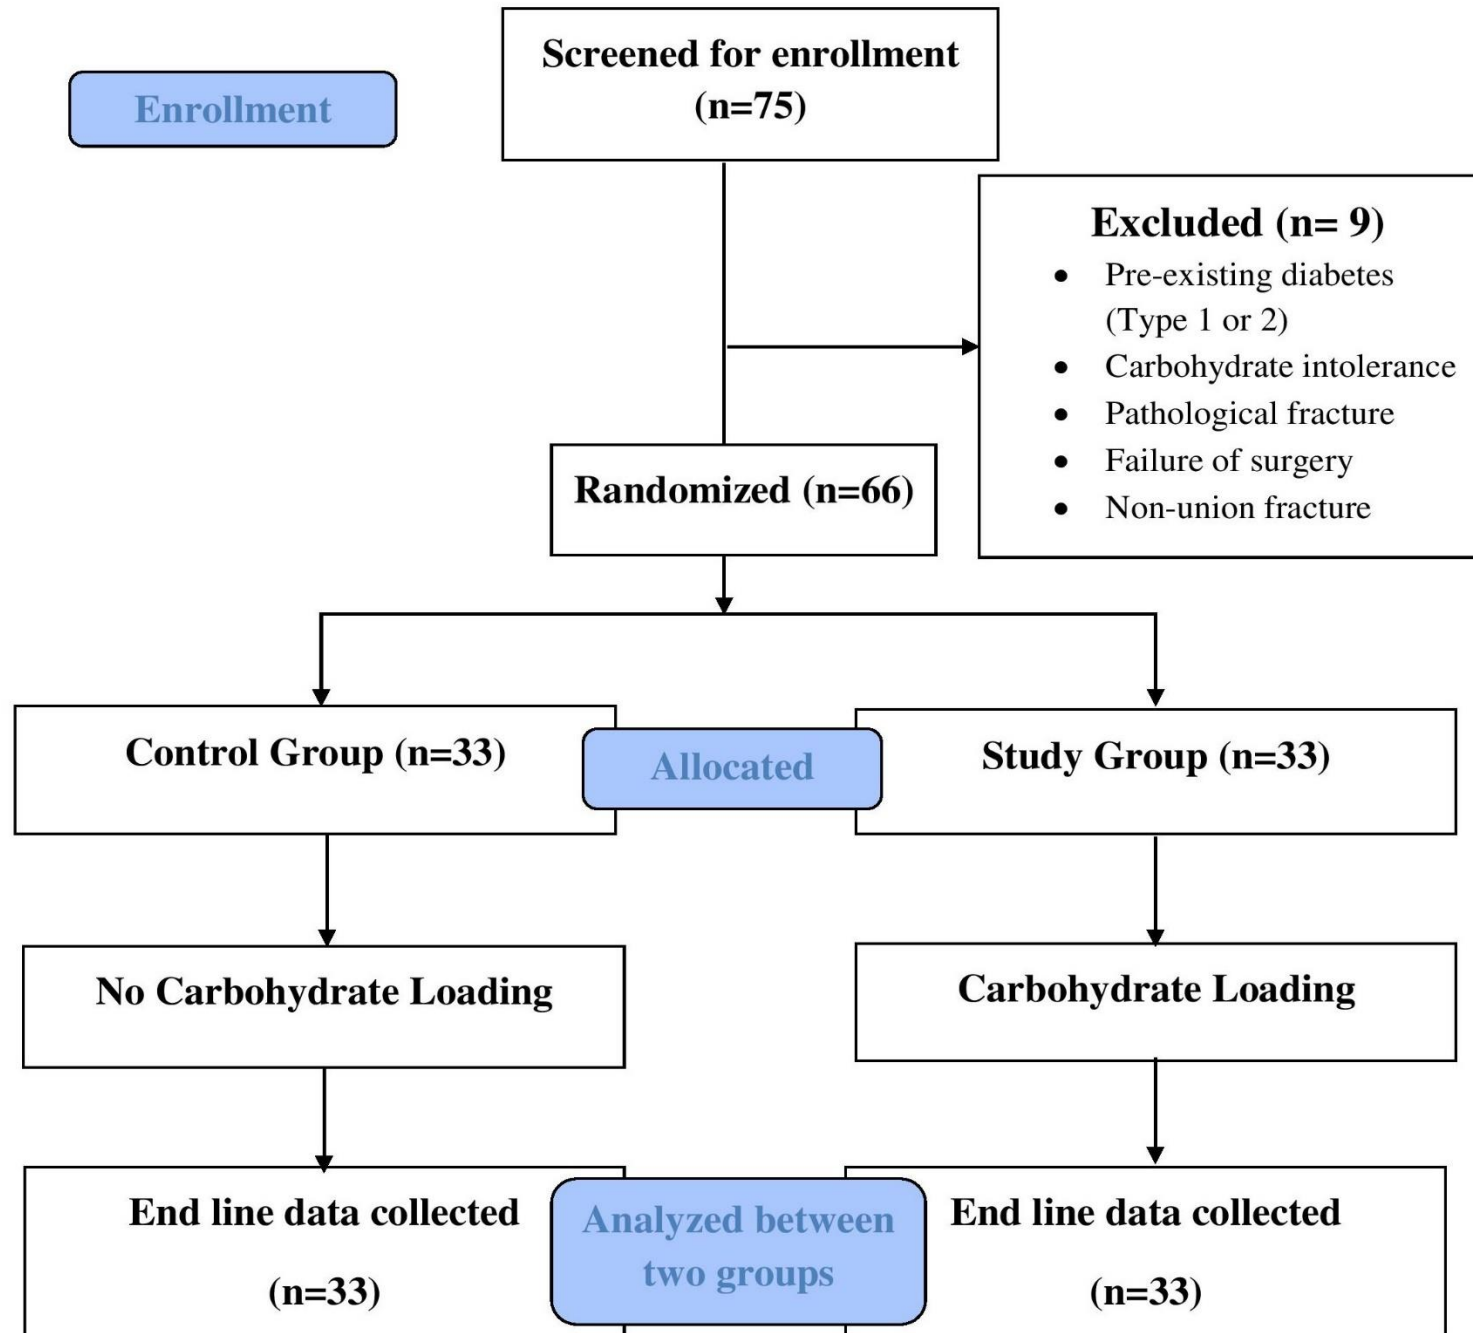 Screened for enrollment
(n=75)
Enrollment
Excluded (n= 9)
• Pre-existing diabetes
(Type 1 or 2)
• Carbohydrate intolerance
• Pathological fracture
• Failure of surgery
• Non-union fracture
Randomized (n=66)
Control Group (n=33)
Allocated
Study Group (n=33)
No Carbohydrate Loading
Carbohydrate Loading
End line data collected
(n=33)
Analyzed between
two groups
End line data collected
(n=33)